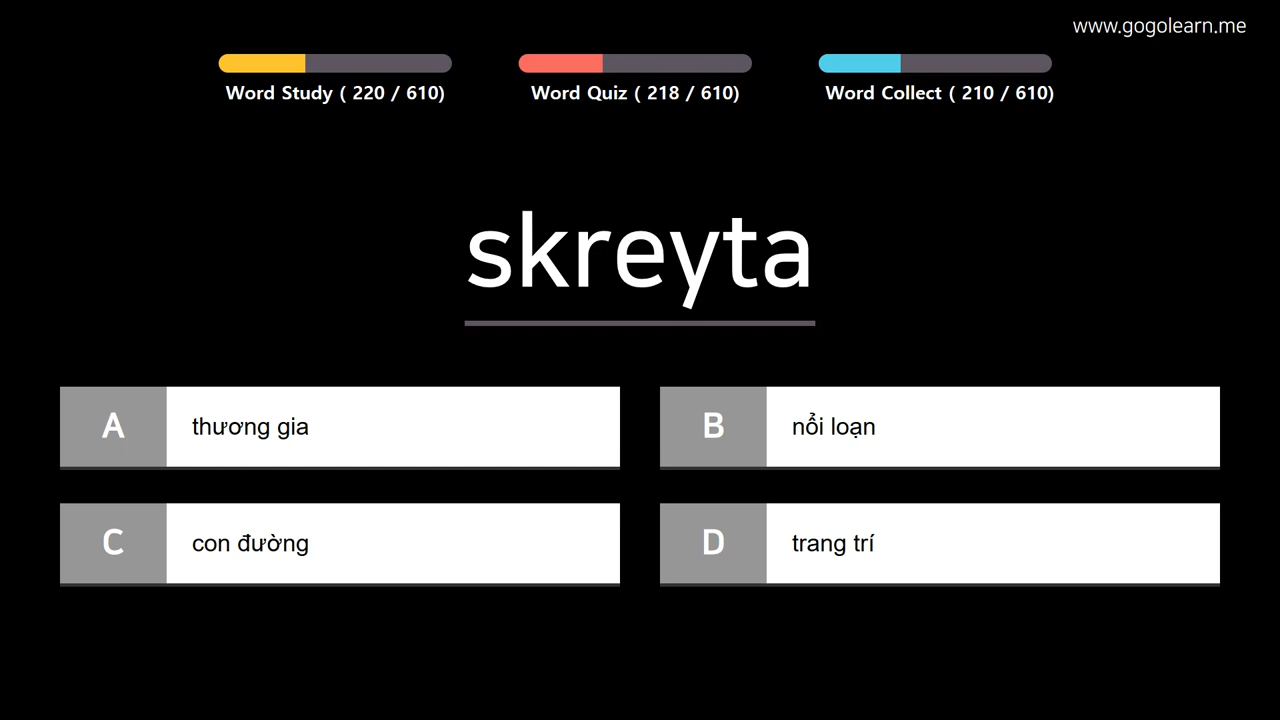 www.gogolearn.me
Word Study ( 220 / 610)
Word Quiz ( 218 / 610)
Word Collect ( 210 / 610)
skreyta
A thương gia
B nổi loạn
C con đường
D trang trí